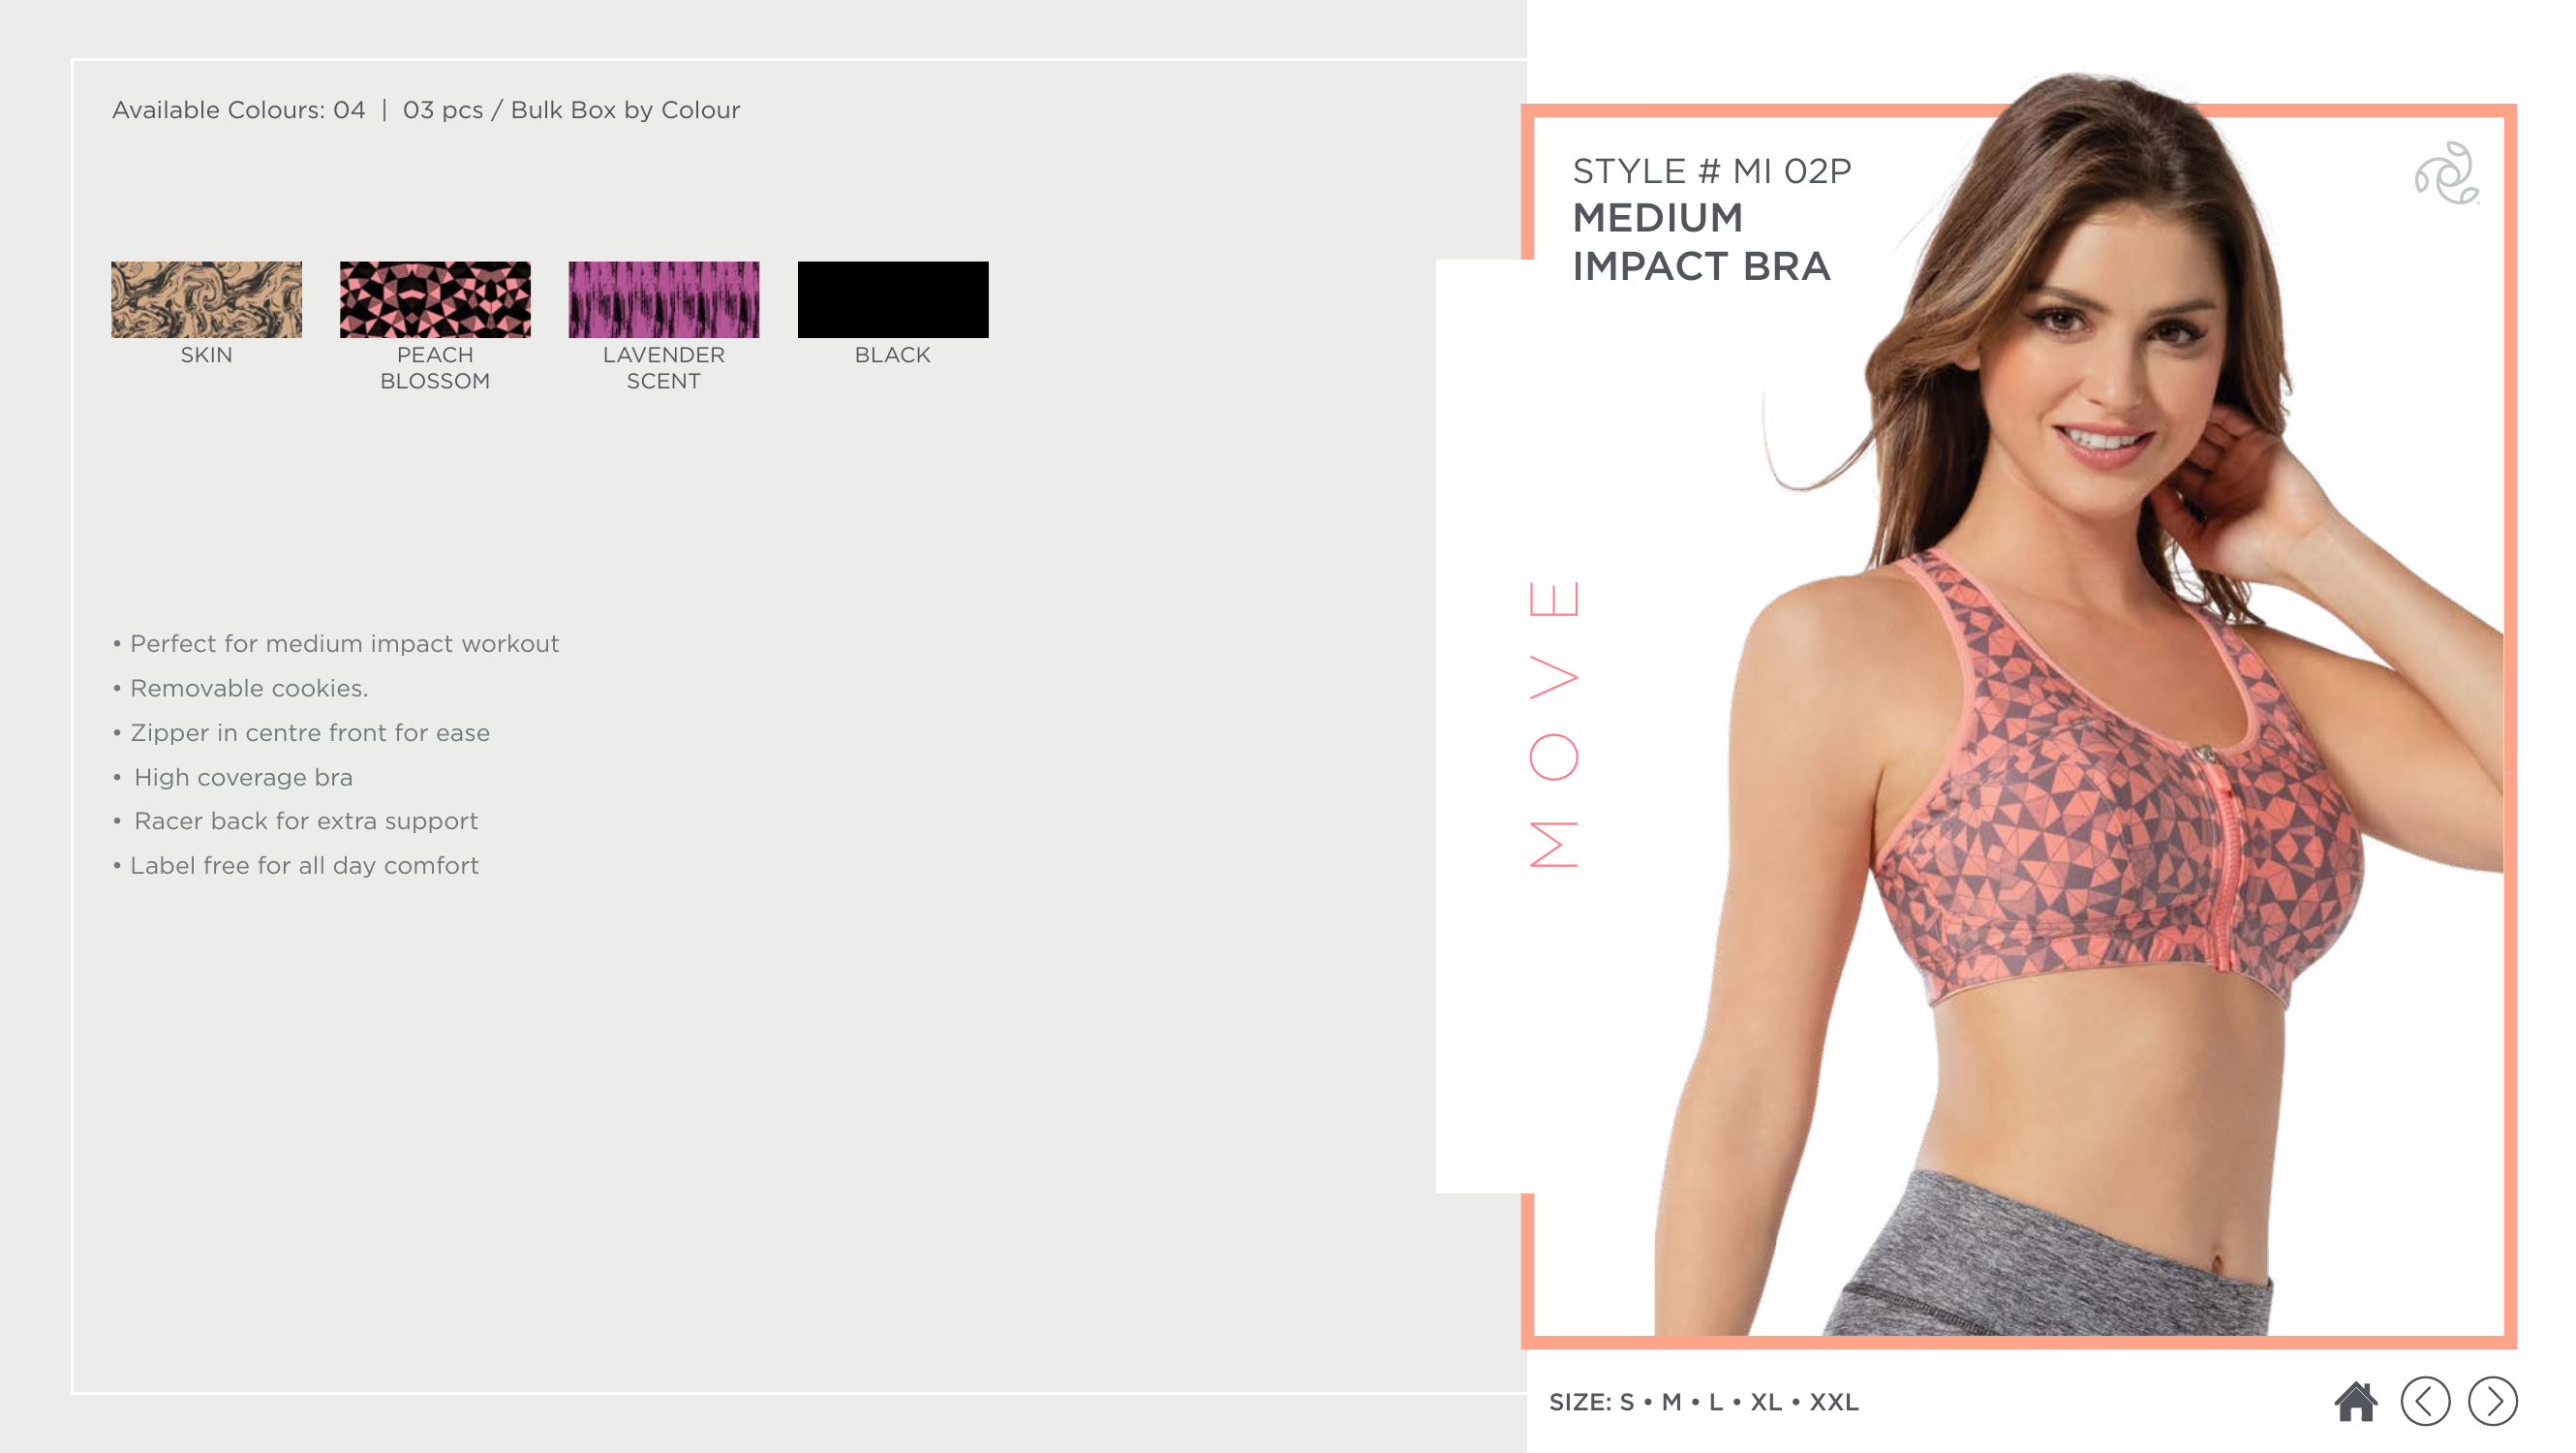 Available Colours: 04 | 03 pcs / Bulk Box by Colour
SKIN
PEACH
BLOSSOM
LAVENDER
SCENT
BLACK
• Perfect for medium impact workout
• Removable cookies.
• Zipper in centre front for ease
• High coverage bra
• Racer back for extra support
• Label free for all day comfort
STYLE # MI 02P
MEDIUM
IMPACT BRA
MOVE
SIZE: S • M • L • XL • XXL